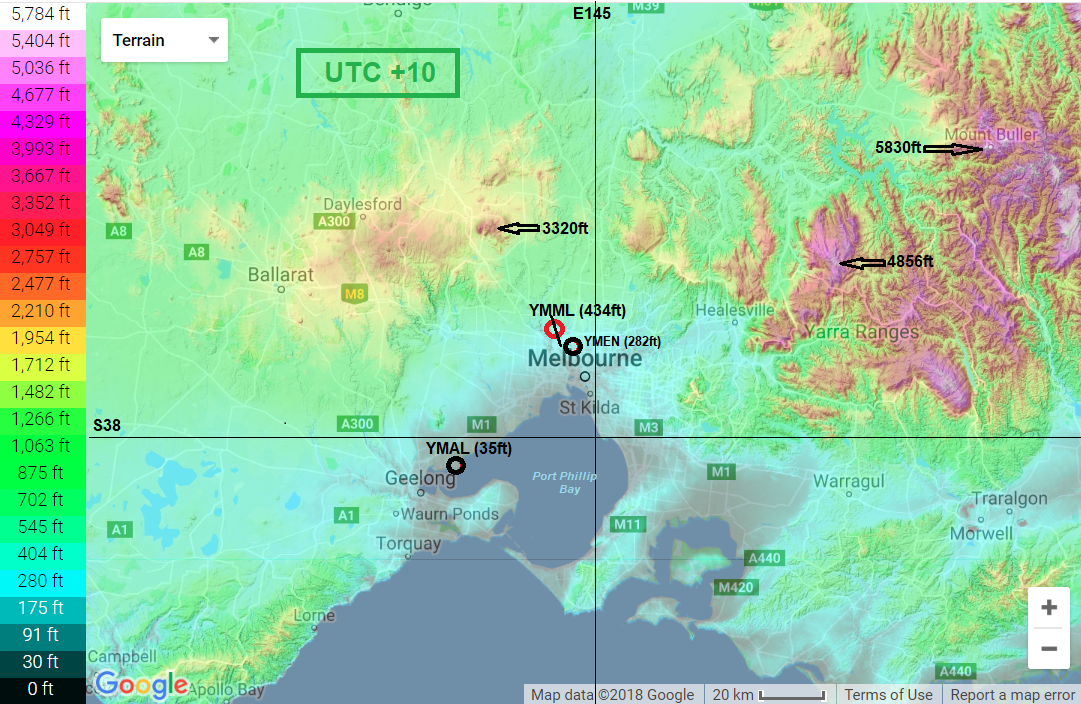 5,784 ft
5,404 ft
5,036 ft
4,677 ft
4,329 ft
3,993 ft
3,667 ft
3,352 ft
3,049 ft
2,757 ft
2,477 ft
2,210 ft
1,954 ft
1,712 ft
1,482 ft
1,266 ft
1,063 ft
875 ft
702 ft
545 ft
404 ft
280 ft
175 ft
91 ft
30 ft
0 ft
Terrain
UTC +10
E145
M39
Mount Buller
5830ft
Daylesford
A300
A8
3320ft
A8
4856ft
Ballarat
M8
YMML (434ft)
Healesville
Yarra Ranges
YMEN (282ft)
Melbourne
St Kilda
S38
A300
M1
M3
YMAL (35ft)
Geelong
Port Phillip
Bay
M1
Warragul
Traralgon
Morwell
A1
A1
Waurn Ponds
M11
Torquay
A440
M420
Lorne
+
−
Campbell
Google
Apollo Bay
A440
Map data ©2018 Google
20 km
Terms of Use
Report a map error